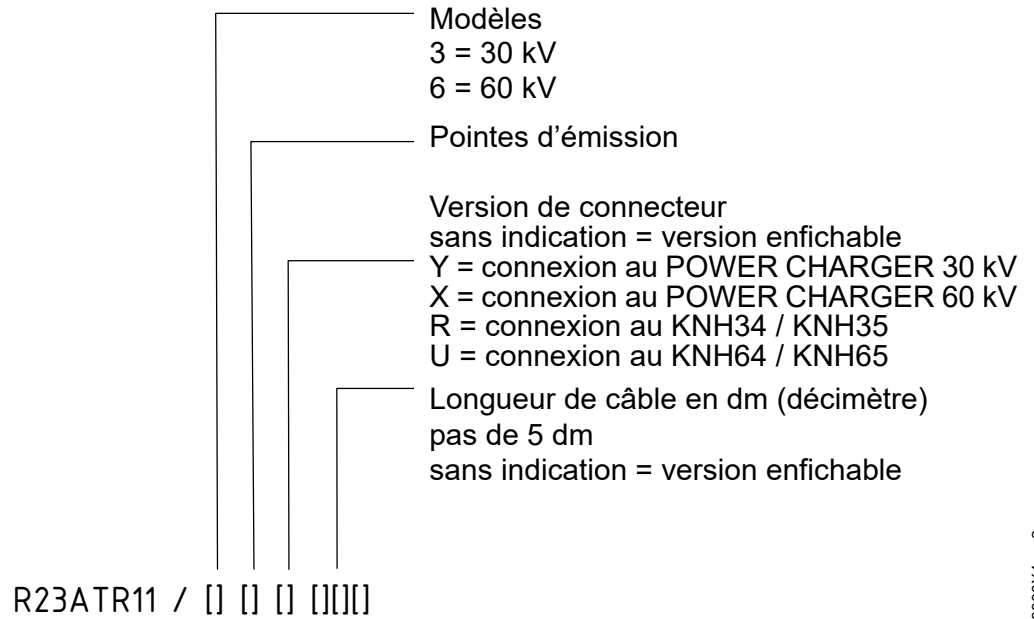 Modèles
3 = 30 kV
6 = 60 kV
Pointes d’émission
Version de connecteur
sans indication = version enfichable
Y = connexion au POWER CHARGER 30 kV
X = connexion au POWER CHARGER 60 kV
R = connexion au KNH34 / KNH35
U = connexion au KNH64 / KNH65
Longueur de câble en dm (décimètre)
pas de 5 dm
sans indication = version enfichable
R23ATR11 / [] [] [] [][][]